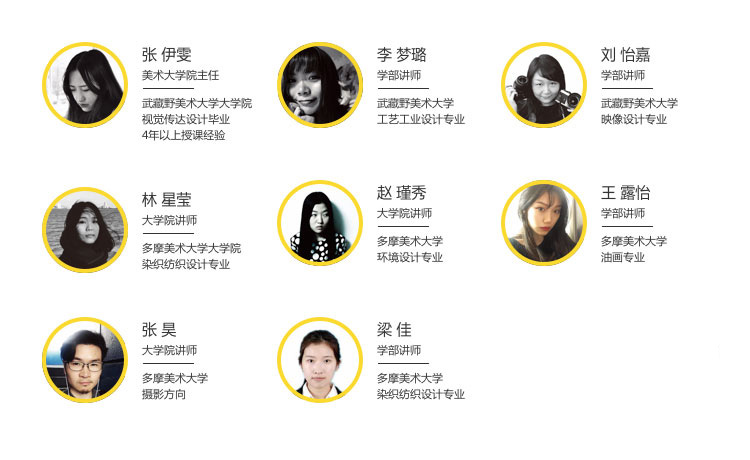 张 伊雯
美术大学院主任
武藏野美术大学大学院
视觉传达设计毕业
4年以上授课经验
李 梦璐
学部讲师
武藏野美术大学
工艺工业设计专业
刘 怡嘉
学部讲师
武藏野美术大学
映像设计专业
林 星莹
大学院讲师
多摩美术大学大学院
染织纺织设计专业
赵 瑾秀
大学院讲师
多摩美术大学
环境设计专业
王 露怡
学部讲师
多摩美术大学
油画专业
张 昊
大学院讲师
多摩美术大学
摄影方向
梁 佳
学部讲师
多摩美术大学
染织纺织设计专业